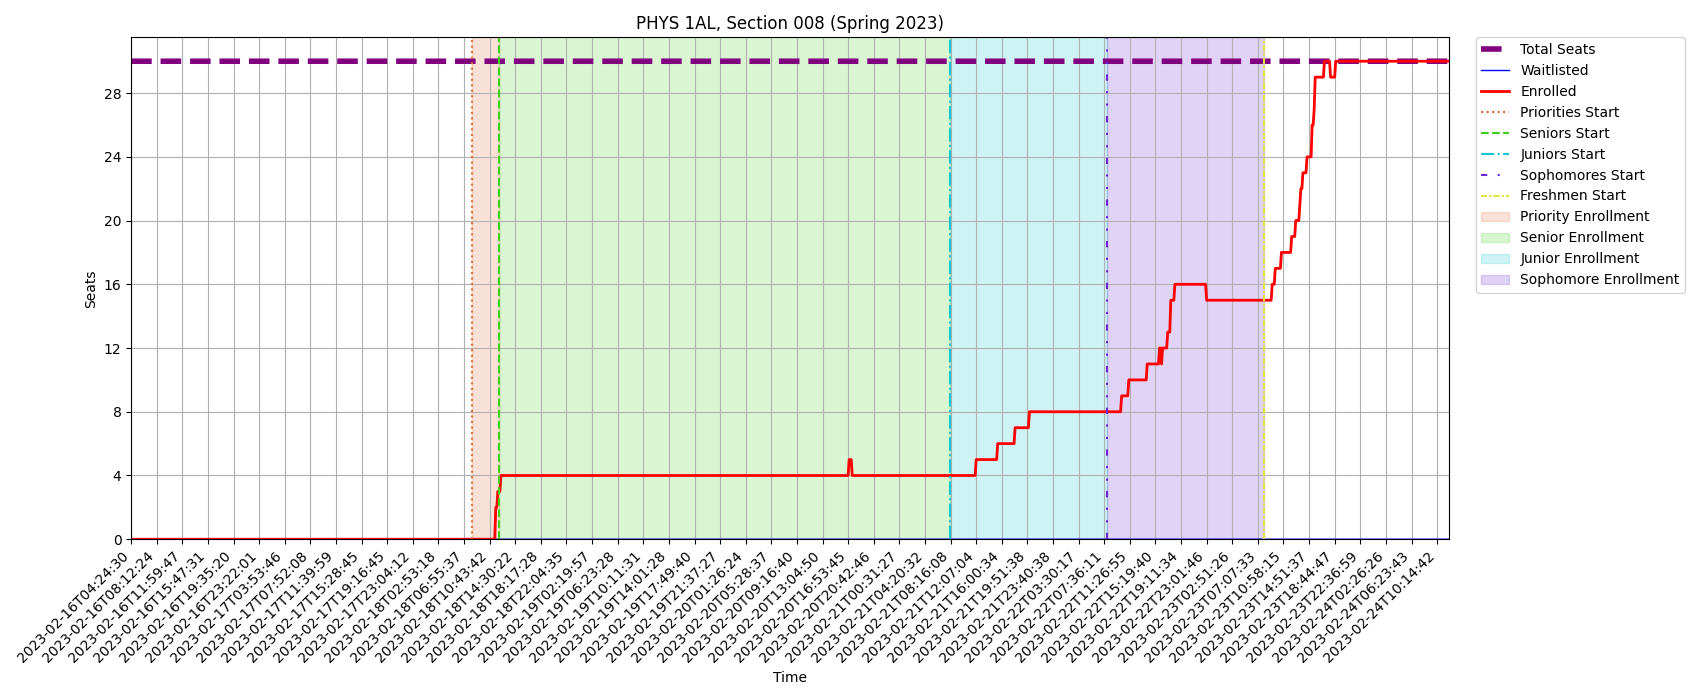 PHYS 1AL, Section 008 (Spring 2023)
Total Seats
Waitlisted
Enrolled
Priorities Start
Seniors Start
Juniors Start
Sophomores Start
Freshmen Start
Priority Enrollment
Senior Enrollment
Junior Enrollment
Sophomore Enrollment
Seats
28
24
20
16
12
8
4
0
2023-02-16T04:24:30
2023-02-16T08:12:24
2023-02-16T11:59:47
2023-02-16T15:47:31
2023-02-16T19:35:20
2023-02-16T23:22:01
2023-02-17T03:53:46
2023-02-17T07:52:08
2023-02-17T11:39:59
2023-02-17T15:28:45
2023-02-17T19:16:45
2023-02-17T23:04:12
2023-02-18T02:53:18
2023-02-18T06:55:37
2023-02-18T10:43:42
2023-02-18T14:30:22
2023-02-18T18:17:28
2023-02-18T22:04:35
2023-02-19T02:19:57
2023-02-19T06:23:28
2023-02-19T10:11:31
2023-02-19T14:01:28
2023-02-19T17:49:40
2023-02-19T21:37:27
2023-02-20T01:26:24
2023-02-20T05:28:37
2023-02-20T09:16:40
2023-02-20T13:04:50
2023-02-20T16:53:45
2023-02-20T20:42:46
2023-02-21T00:31:27
2023-02-21T04:20:32
2023-02-21T08:16:08
2023-02-21T12:07:04
2023-02-21T16:00:34
2023-02-21T19:51:38
2023-02-21T23:40:38
2023-02-22T03:30:17
2023-02-22T07:36:11
2023-02-22T11:26:55
2023-02-22T15:19:40
2023-02-22T19:11:34
2023-02-22T23:01:46
2023-02-23T02:51:26
2023-02-23T07:07:33
2023-02-23T10:58:15
2023-02-23T14:51:37
2023-02-23T18:44:47
2023-02-23T22:36:59
2023-02-24T02:26:26
2023-02-24T06:23:43
2023-02-24T10:14:42
Time